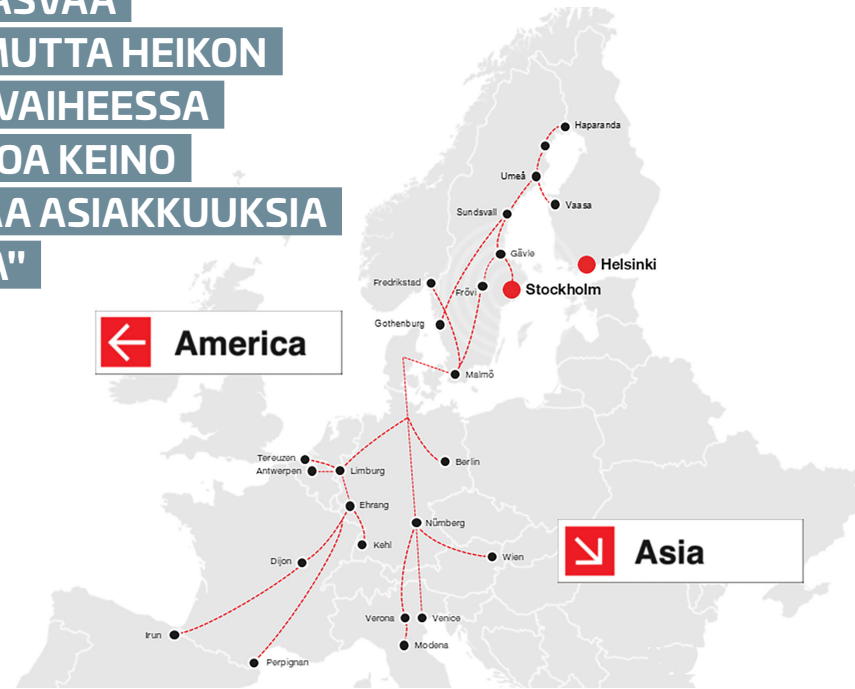 ASVAA
MUTTA HEIKON
VAIHEESSA
OA KEINO
AA ASIAKKUUKSIA
A"
Haparanda
Umeå
Vaasa
Sundsvall
Gävle
Helsinki
Fredrikstad
Frövi
Stockholm
Gothenburg
America
Malmö
Tereuzen
Berlin
Antwerpen
Limburg
Ehrang
Nürnberg
Kehl
Wien
Asia
Dijon
Verona
Venice
Irun
Modena
Perpignan